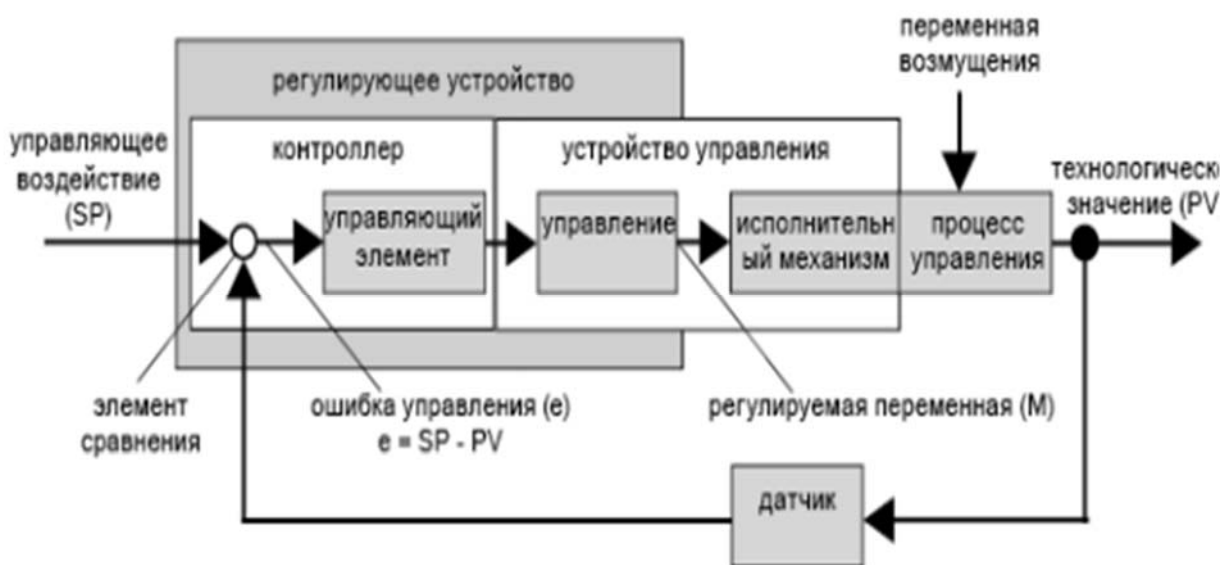 переменная
возмущения
регулирующее устройство
управляющее
воздействие
(SP)
контроллер
устройство управления
технологическо
значение (PV
управляющий
элемент
управление
исполнительн
ый механизм
процесс
управления
элемент
сравнения
ошибка управления (e)
e = SP - PV
регулируемая переменная (M)
датчик